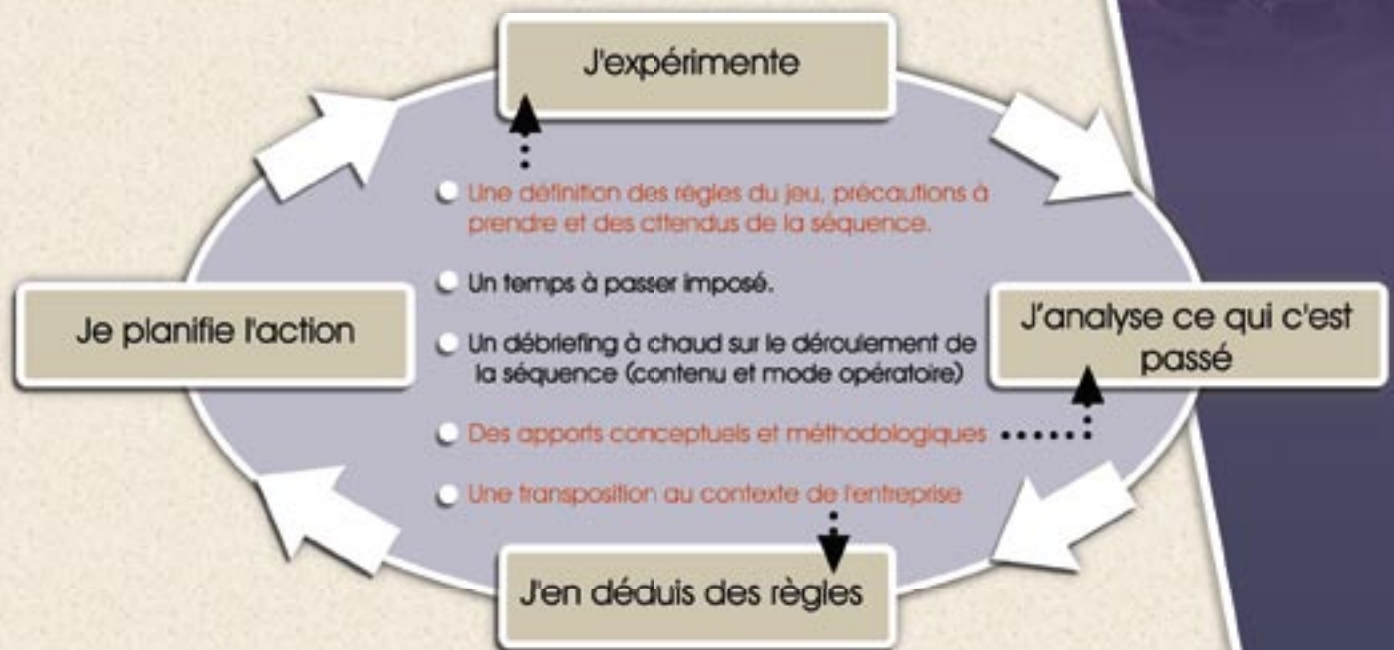 J'expérimente
Une définition des règles du jeu, précautions à
prendre et des cttendus de la séquence.
Un temps à passer imposé.
Je planifie l'action
J'analyse ce qui c'est
passé
Un débriefing à chaud sur le déroulement de
la séquence (contenu et mode opératoire)
Des apports conceptuels et méthodologiques
Une transposition au contexte de l'entreprise
J'en déduis des règles